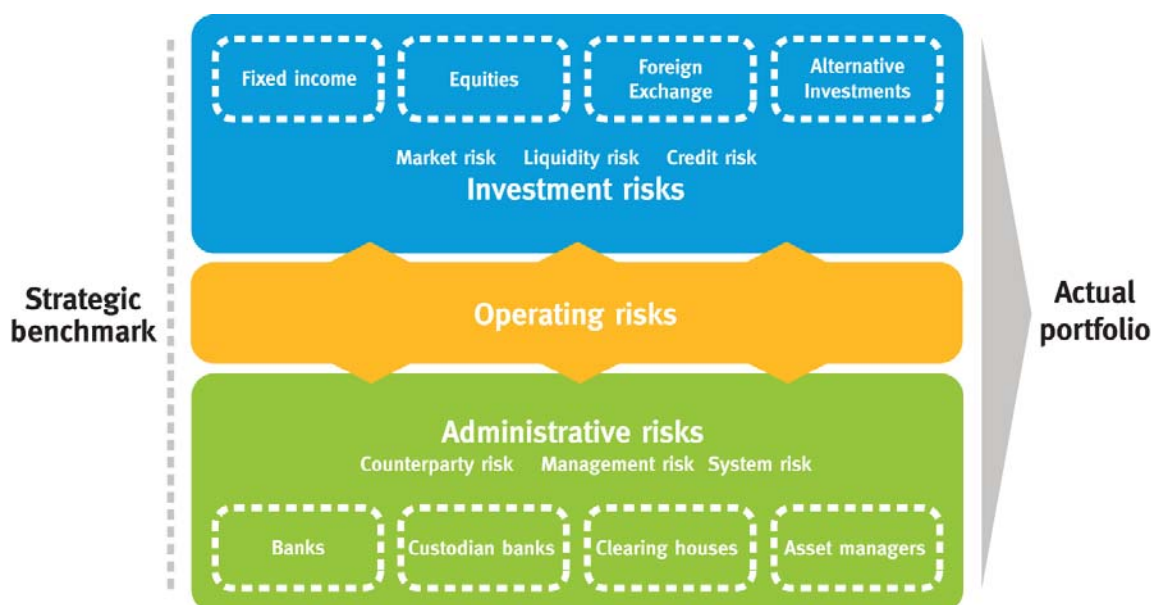 Fixed income
Equities
Foreign
Exchange
Alternative
Investments
Market risk Liquidity risk Credit risk
Investment risks
Strategic
benchmark
Operating risks
Actual
portfolio
Administrative risks
Counterparty risk Management risk System risk
Banks
Custodian banks
Clearing houses
Asset managers